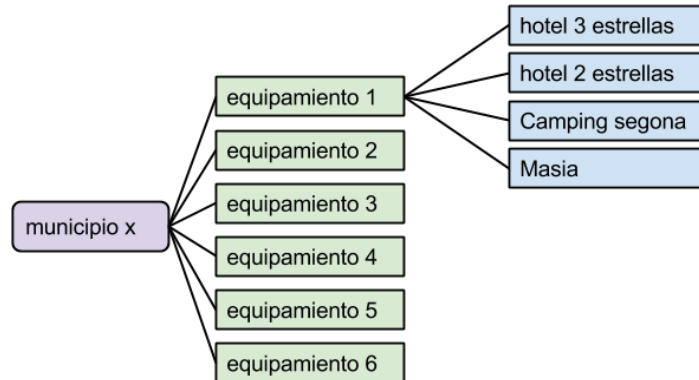 hotel 3 estrellas
hotel 2 estrellas
Camping segona
Masia
equipamiento 1
equipamiento 2
equipamiento 3
equipamiento 4
equipamiento 5
equipamiento 6
municipio x